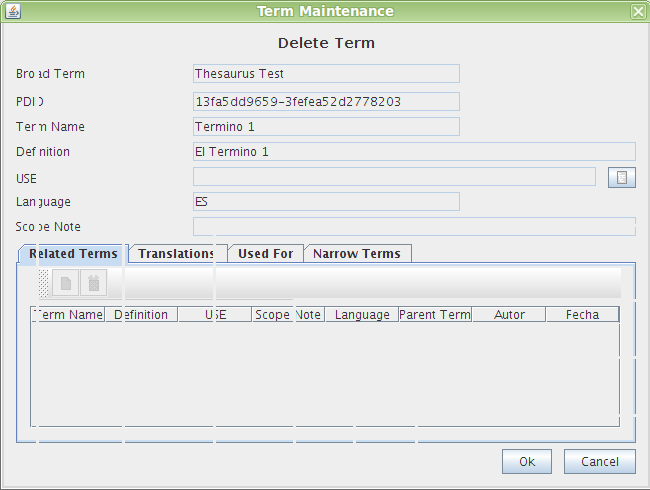 Term Maintenance
Delete Term
Broad Term Thesaurus Test
PDID 13fa5dd9659-3fefea52d2778203
Term Name Termino 1
Definition El Termino 1
USE
Language ES
Scope Note
Related Terms Translations Used For Narrow Terms
Term Name Definition USE Scope Note Language Parent Term Autor Fecha
Ok Cancel